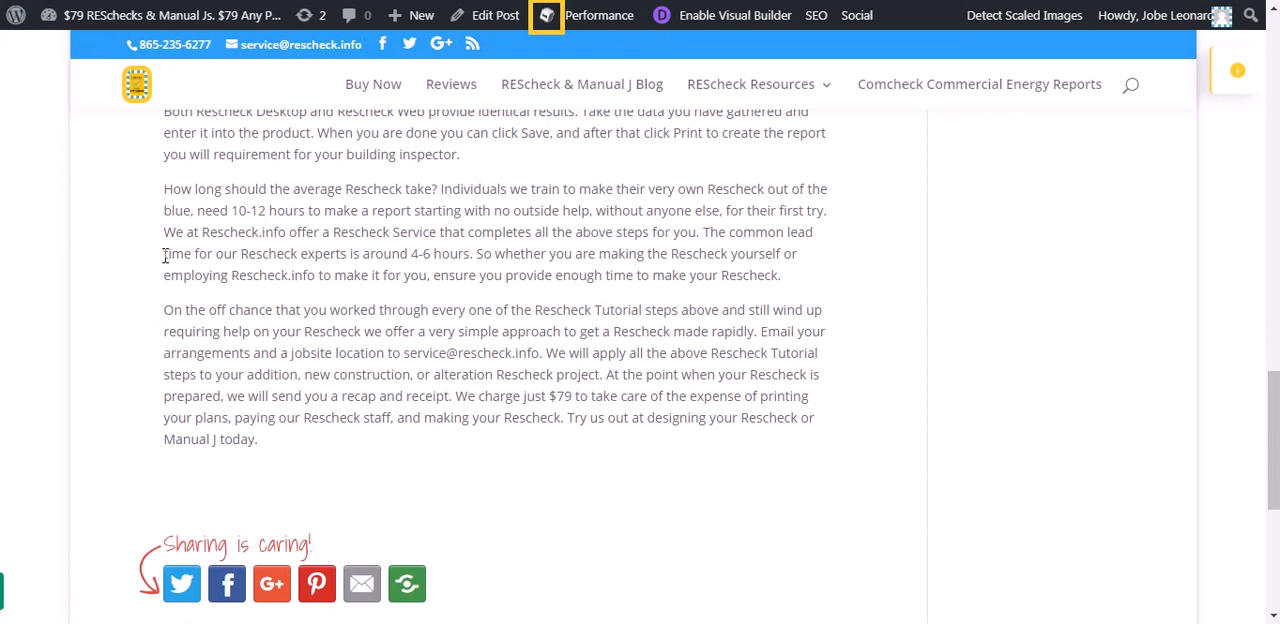 $79 RESchecks & Manual Js. $79 Any P... 2 0 New Edit Post Performance Enable Visual Builder SEO Social Detect Scaled Images Howdy, Jobe Leonard
865-235-6277 service@rescheck.info
Buy Now Reviews REScheck & Manual J Blog REScheck Resources Comcheck Commercial Energy Reports
Both Rescheck Desktop and Rescheck Web provide identical results. Take the data you have gathered and
enter it into the product. When you are done you can click Save, and after that click Print to create the report
you will requirement for your building inspector.
How long should the average Rescheck take? Individuals we train to make their very own Rescheck out of the
blue, need 10-12 hours to make a report starting with no outside help, without anyone else, for their first try.
We at Rescheck.info offer a Rescheck Service that completes all the above steps for you. The common lead
time for our Rescheck experts is around 4-6 hours. So whether you are making the Rescheck yourself or
employing Rescheck.info to make it for you, ensure you provide enough time to make your Rescheck.
On the off chance that you worked through every one of the Rescheck Tutorial steps above and still wind up
requiring help on your Rescheck we offer a very simple approach to get a Rescheck made rapidly. Email your
arrangements and a jobsite location to service@rescheck.info. We will apply all the above Rescheck Tutorial
steps to your addition, new construction, or alteration Rescheck project. At the point when your Rescheck is
prepared, we will send you a recap and receipt. We charge just $79 to take care of the expense of printing
your plans, paying our Rescheck staff, and making your Rescheck. Try us out at designing your Rescheck or
Manual J today.
Sharing is caring!